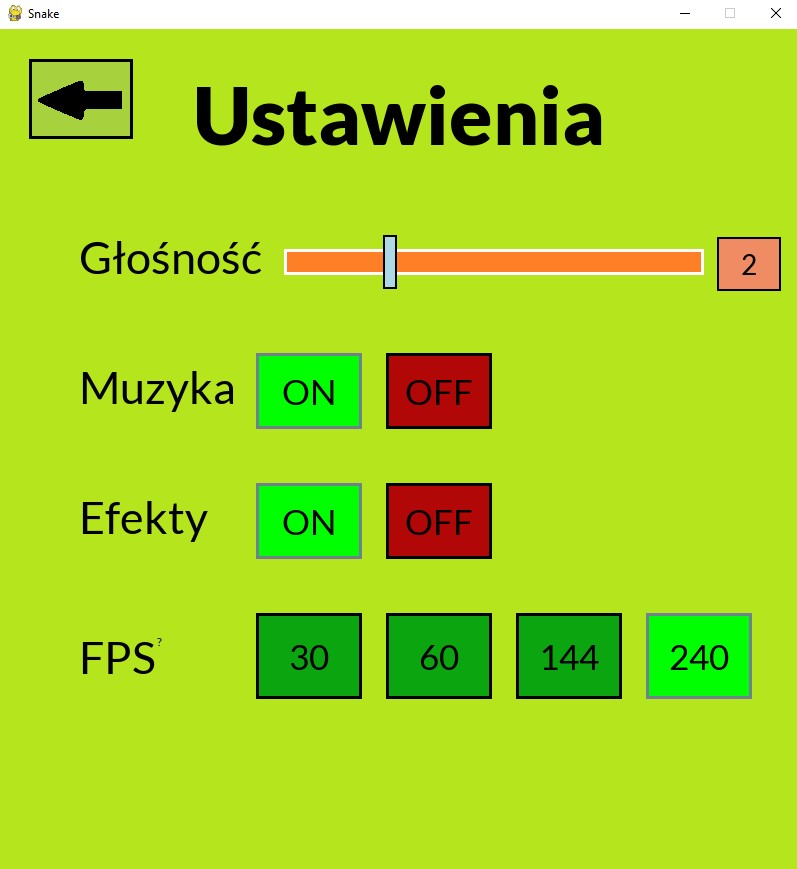 Snake
Ustawienia
Głośność 2
Muzyka ON OFF
Efekty ON OFF
FPS? 30 60 144 240